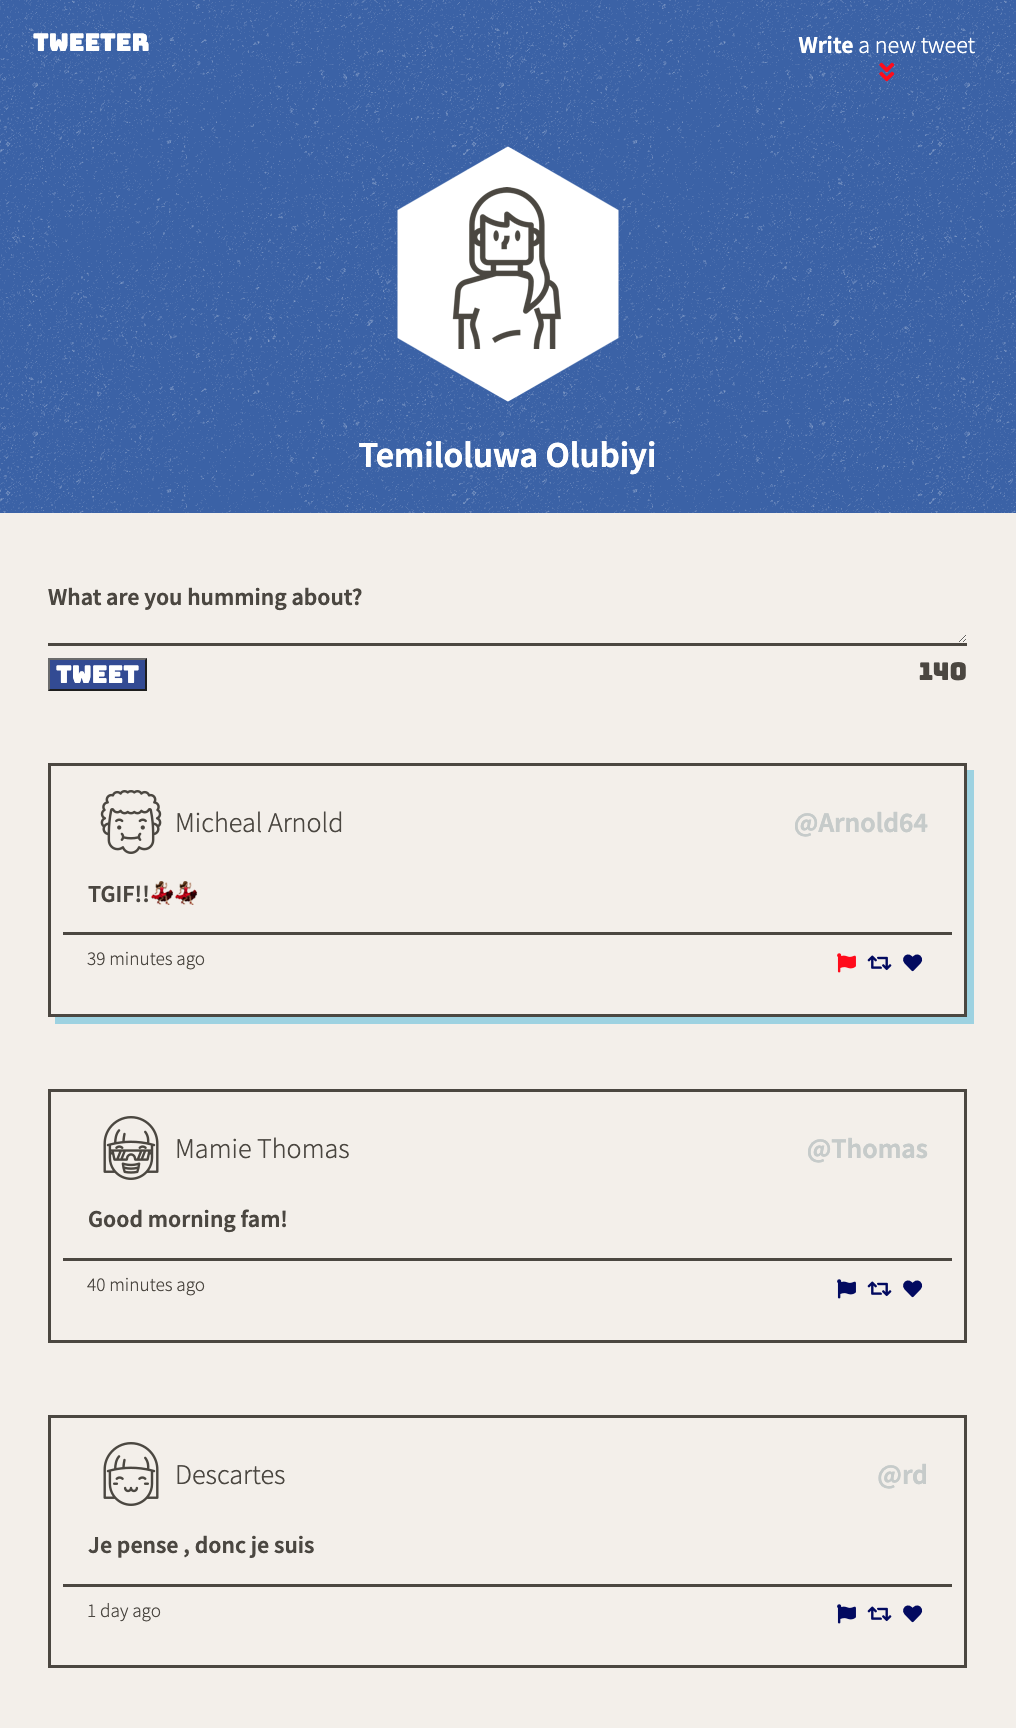 TWEETER
Write a new tweet
Temiloluwa Olubiyi
What are you humming about?
TWEET
140
Micheal Arnold
@Arnold64
TGIF!!💃💃
39 minutes ago
Mamie Thomas
@Thomas
Good morning fam!
40 minutes ago
Descartes
@rd
Je pense , donc je suis
1 day ago